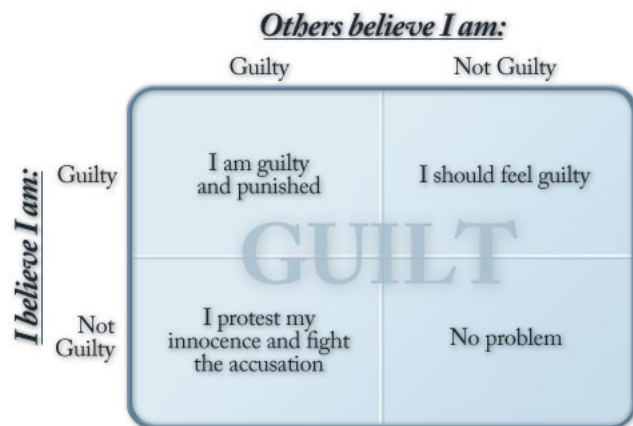 Others believe I am:
Guilty
Not Guilty
I believe I am:
Guilty
I am guilty
and punished
I should feel guilty
GUILT
Not
Guilty
I protest my
innocence and fight
the accusation
No problem